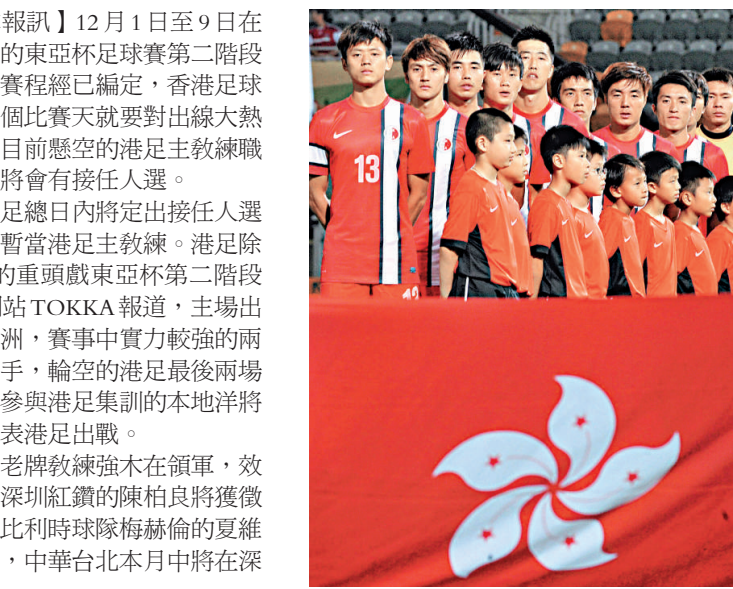 報訊】12月1日至9日在
的東亞杯足球賽第二階段
賽程經已編定，香港足球
個比賽天就要對出線大熱
目前懸空的港足主教練職
將會有接任人選。
足總日內將定出接任人選
暫當港足主教練。港足除
的重頭戲東亞杯第二階段
站TOKKA報道，主場出
洲，賽事中實力較強的兩
手，輪空的港足最後兩場
參與港足集訓的本地洋將
表港足出戰。
老牌教練強木在領軍，效
深圳紅鑽的陳柏良將獲徵
比利時球隊梅赫倫的夏維
，中華台北本月中將在深
13